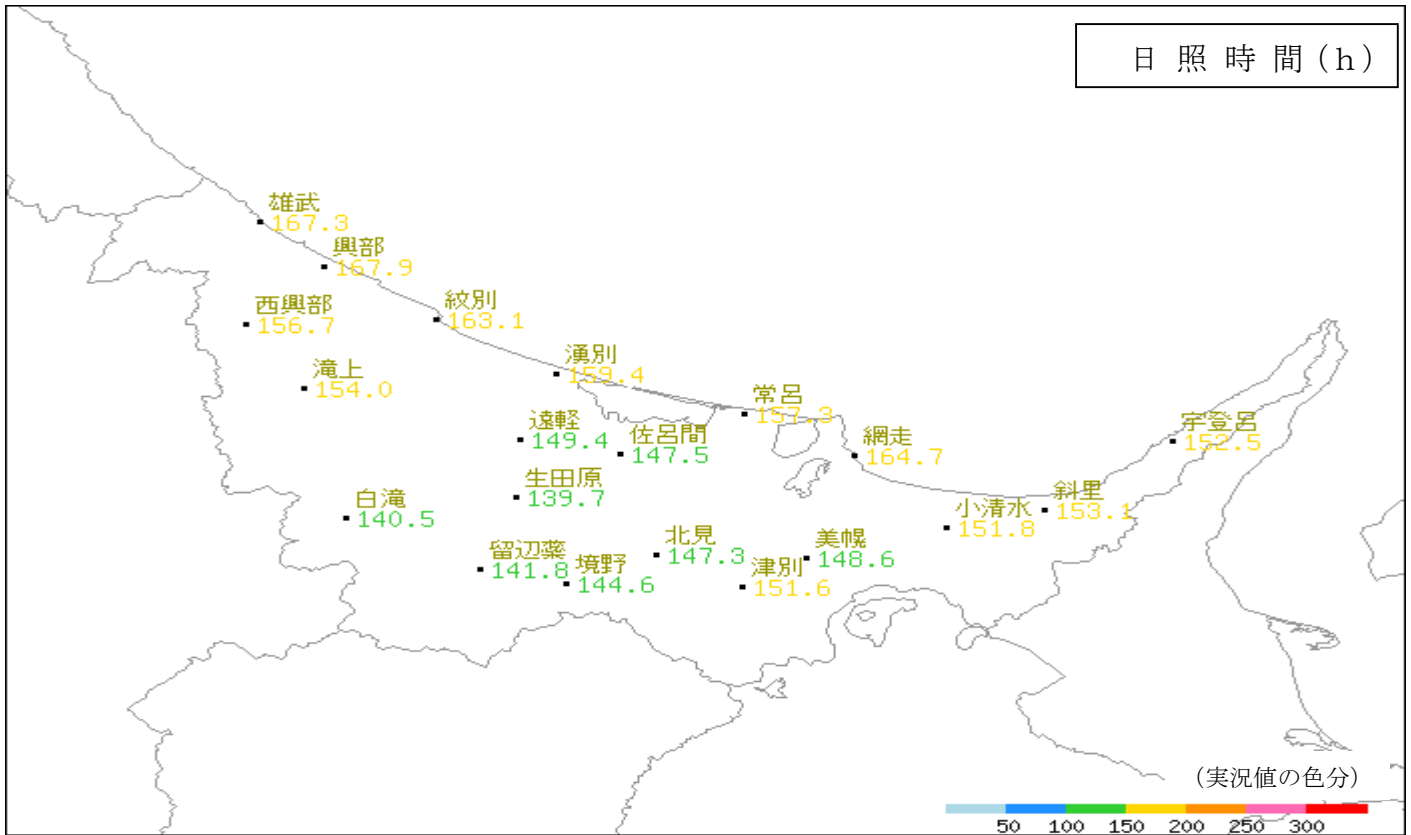 日 照 時 間 (ｈ)
雄武
167.3
興部
167.9
西興部
156.7
紋別
163.1
滝上
154.0
湧別
159.4
常呂
157.3
遠軽
149.4
佐呂間
147.5
網走
164.7
宇登呂
152.5
生田原
139.7
白滝
140.5
斜里
153.1
小清水
151.8
留辺蘂
141.8
境野
144.6
北見
147.3
津別
151.6
美幌
148.6
(実況値の色分)
50 100 150 200 250 300